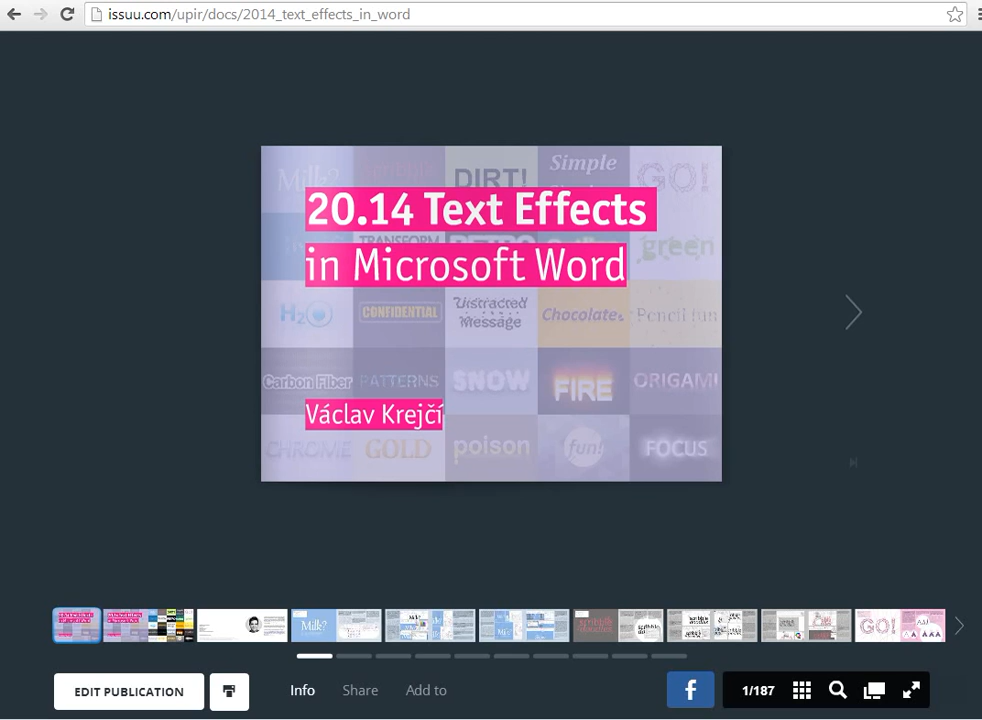 issuu.com/upir/docs/2014_text_effects_in_word
Milk?
DIRT!
Simple
GO!
20.14 Text Effects
TRANSFORM
green
in Microsoft Word
H2O
CONFIDENTIAL
Distracted
Message
Chocolate
Pencil fun
Carbon Fiber
PATTERNS
SNOW
FIRE
ORIGAMI
Václav Krejčí
CHROME
GOLD
poison
fun!
FOCUS
Milk?
GO!
EDIT PUBLICATION
Info
Share
Add to
f
1/187